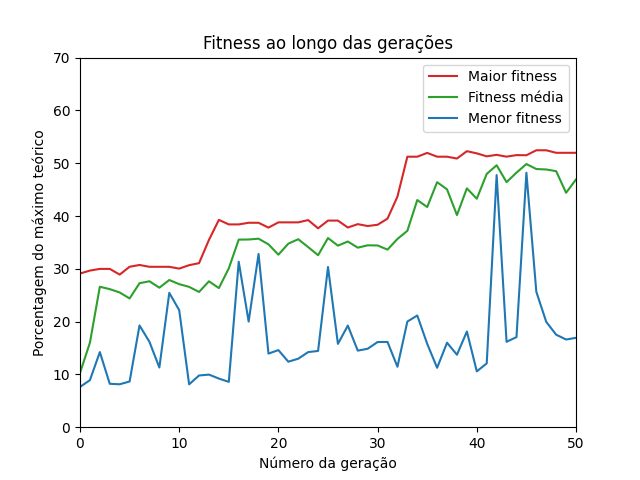 Fitness ao longo das gerações
Maior fitness
Fitness média
Menor fitness
Porcentagem do máximo teórico
70
60
50
40
30
20
10
0
0 10 20 30 40 50
Número da geração